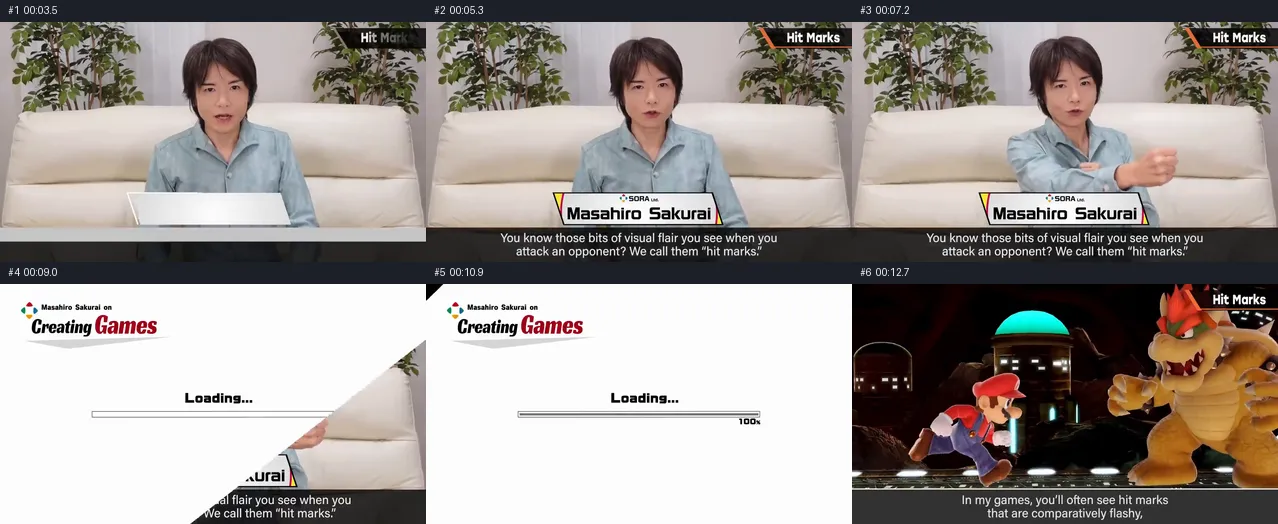 #1 00:03.5
Hit Mark
#2 00:05.3
Hit Marks
SORA LTD.
Masahiro Sakurai
You know those bits of visual flair you see when you
attack an opponent? We call them “hit marks.”
#3 00:07.2
Hit Marks
SORA LTD.
Masahiro Sakurai
You know those bits of visual flair you see when you
attack an opponent? We call them “hit marks.”
#4 00:09.0
Masahiro Sakurai on
Creating Games
Loading...
kurai
al flair you see when you
We call them “hit marks.”
#5 00:10.9
Masahiro Sakurai on
Creating Games
Loading...
100%
#6 00:12.7
Hit Marks
In my games, you’ll often see hit marks
that are comparatively flashy,